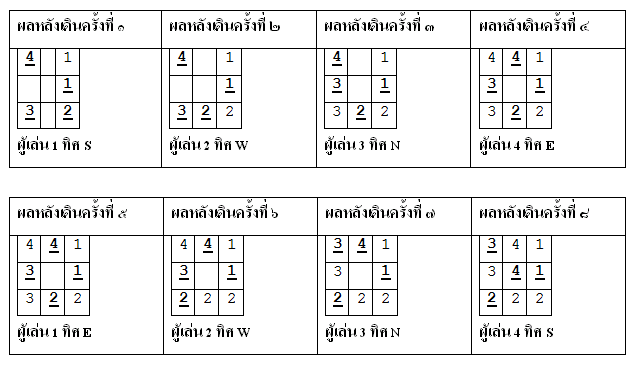 ผลหลังเดินครั้งที่ ๑ ผลหลังเดินครั้งที่ ๒ ผลหลังเดินครั้งที่ ๓ ผลหลังเดินครั้งที่ ๔
4 1 4 1 4 1 4 4 1
1 1 3 1 3 1
3 2 3 2 2 3 2 2 3 2 2
ผู้เล่น 1 ทิศ S ผู้เล่น 2 ทิศ W ผู้เล่น 3 ทิศ N ผู้เล่น 4 ทิศ E
ผลหลังเดินครั้งที่ ๕ ผลหลังเดินครั้งที่ ๖ ผลหลังเดินครั้งที่ ๗ ผลหลังเดินครั้งที่ ๘
4 4 1 4 4 1 3 4 1 3 4 1
3 1 3 1 3 1 3 4 1
3 2 2 2 2 2 2 2 2 2 2 2
ผู้เล่น 1 ทิศ E ผู้เล่น 2 ทิศ W ผู้เล่น 3 ทิศ N ผู้เล่น 4 ทิศ S